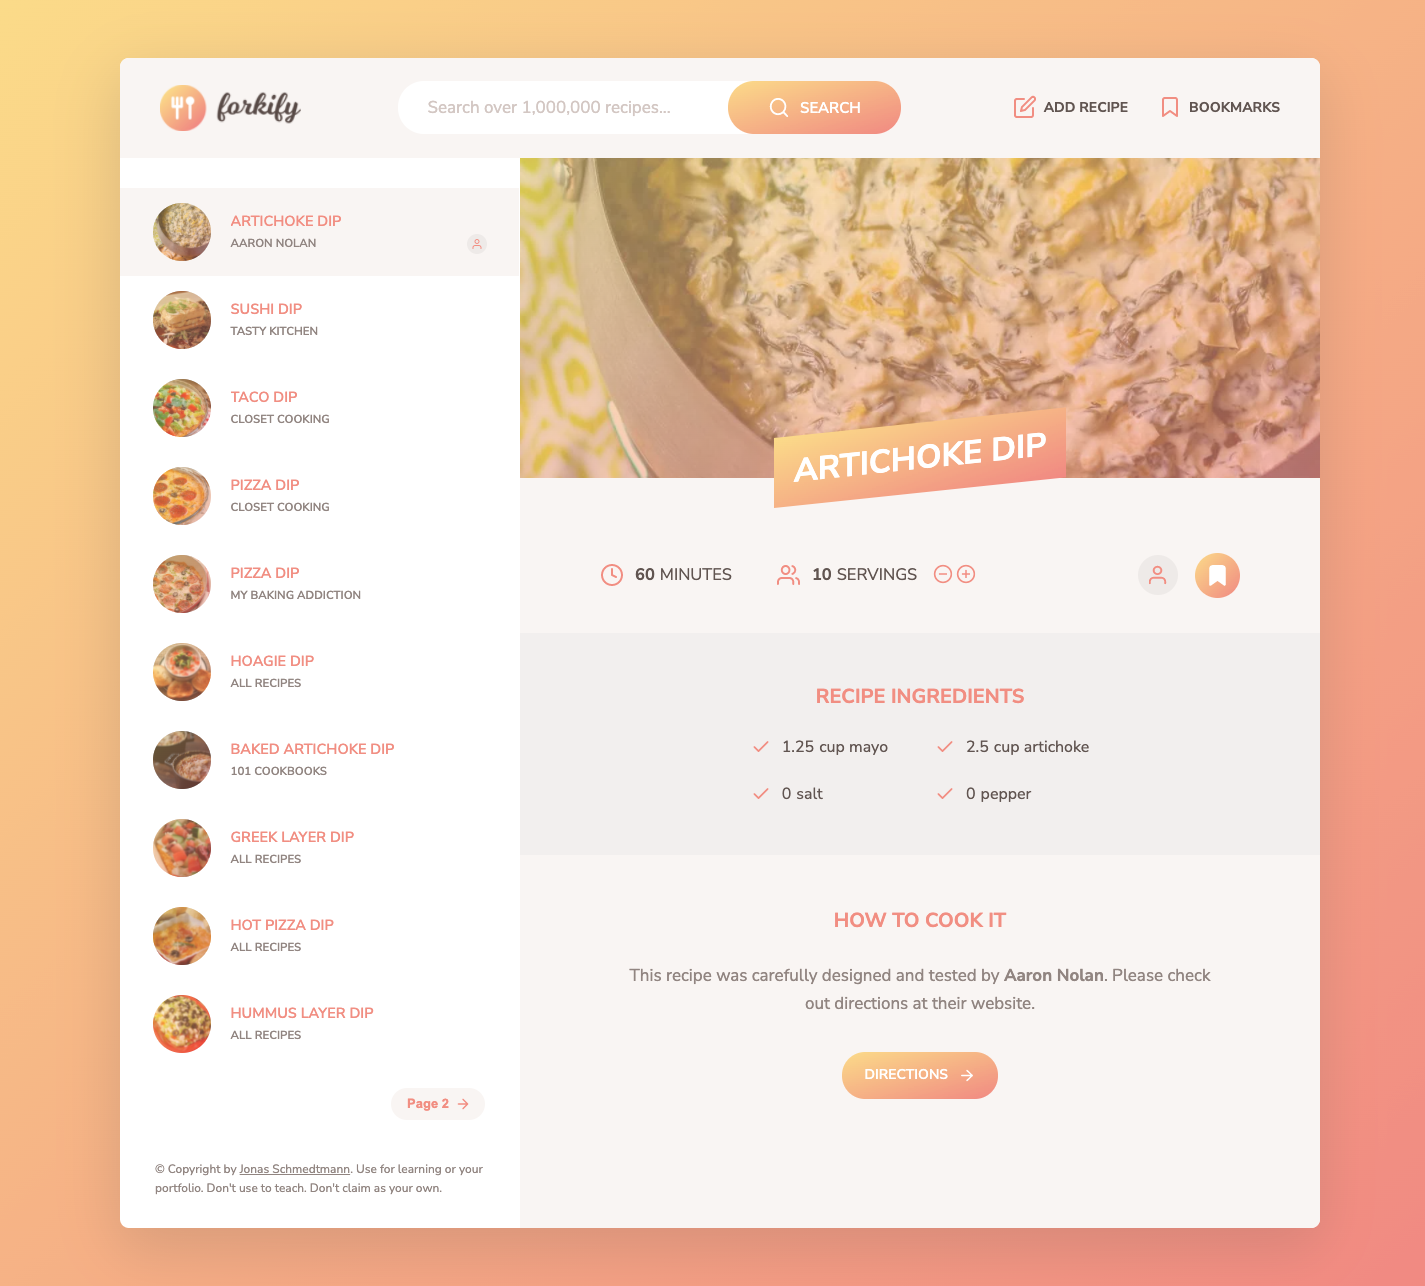 forkify
Search over 1,000,000 recipes...
SEARCH
ADD RECIPE
BOOKMARKS
ARTICHOKE DIP
AARON NOLAN
SUSHI DIP
TASTY KITCHEN
TACO DIP
CLOSET COOKING
PIZZA DIP
CLOSET COOKING
PIZZA DIP
MY BAKING ADDICTION
HOAGIE DIP
ALL RECIPES
BAKED ARTICHOKE DIP
101 COOKBOOKS
GREEK LAYER DIP
ALL RECIPES
HOT PIZZA DIP
ALL RECIPES
HUMMUS LAYER DIP
ALL RECIPES
Page 2
© Copyright by Jonas Schmedtmann. Use for learning or your
portfolio. Don't use to teach. Don't claim as your own.
ARTICHOKE DIP
60 MINUTES
10 SERVINGS
RECIPE INGREDIENTS
1.25 cup mayo
2.5 cup artichoke
0 salt
0 pepper
HOW TO COOK IT
This recipe was carefully designed and tested by Aaron Nolan. Please check
out directions at their website.
DIRECTIONS